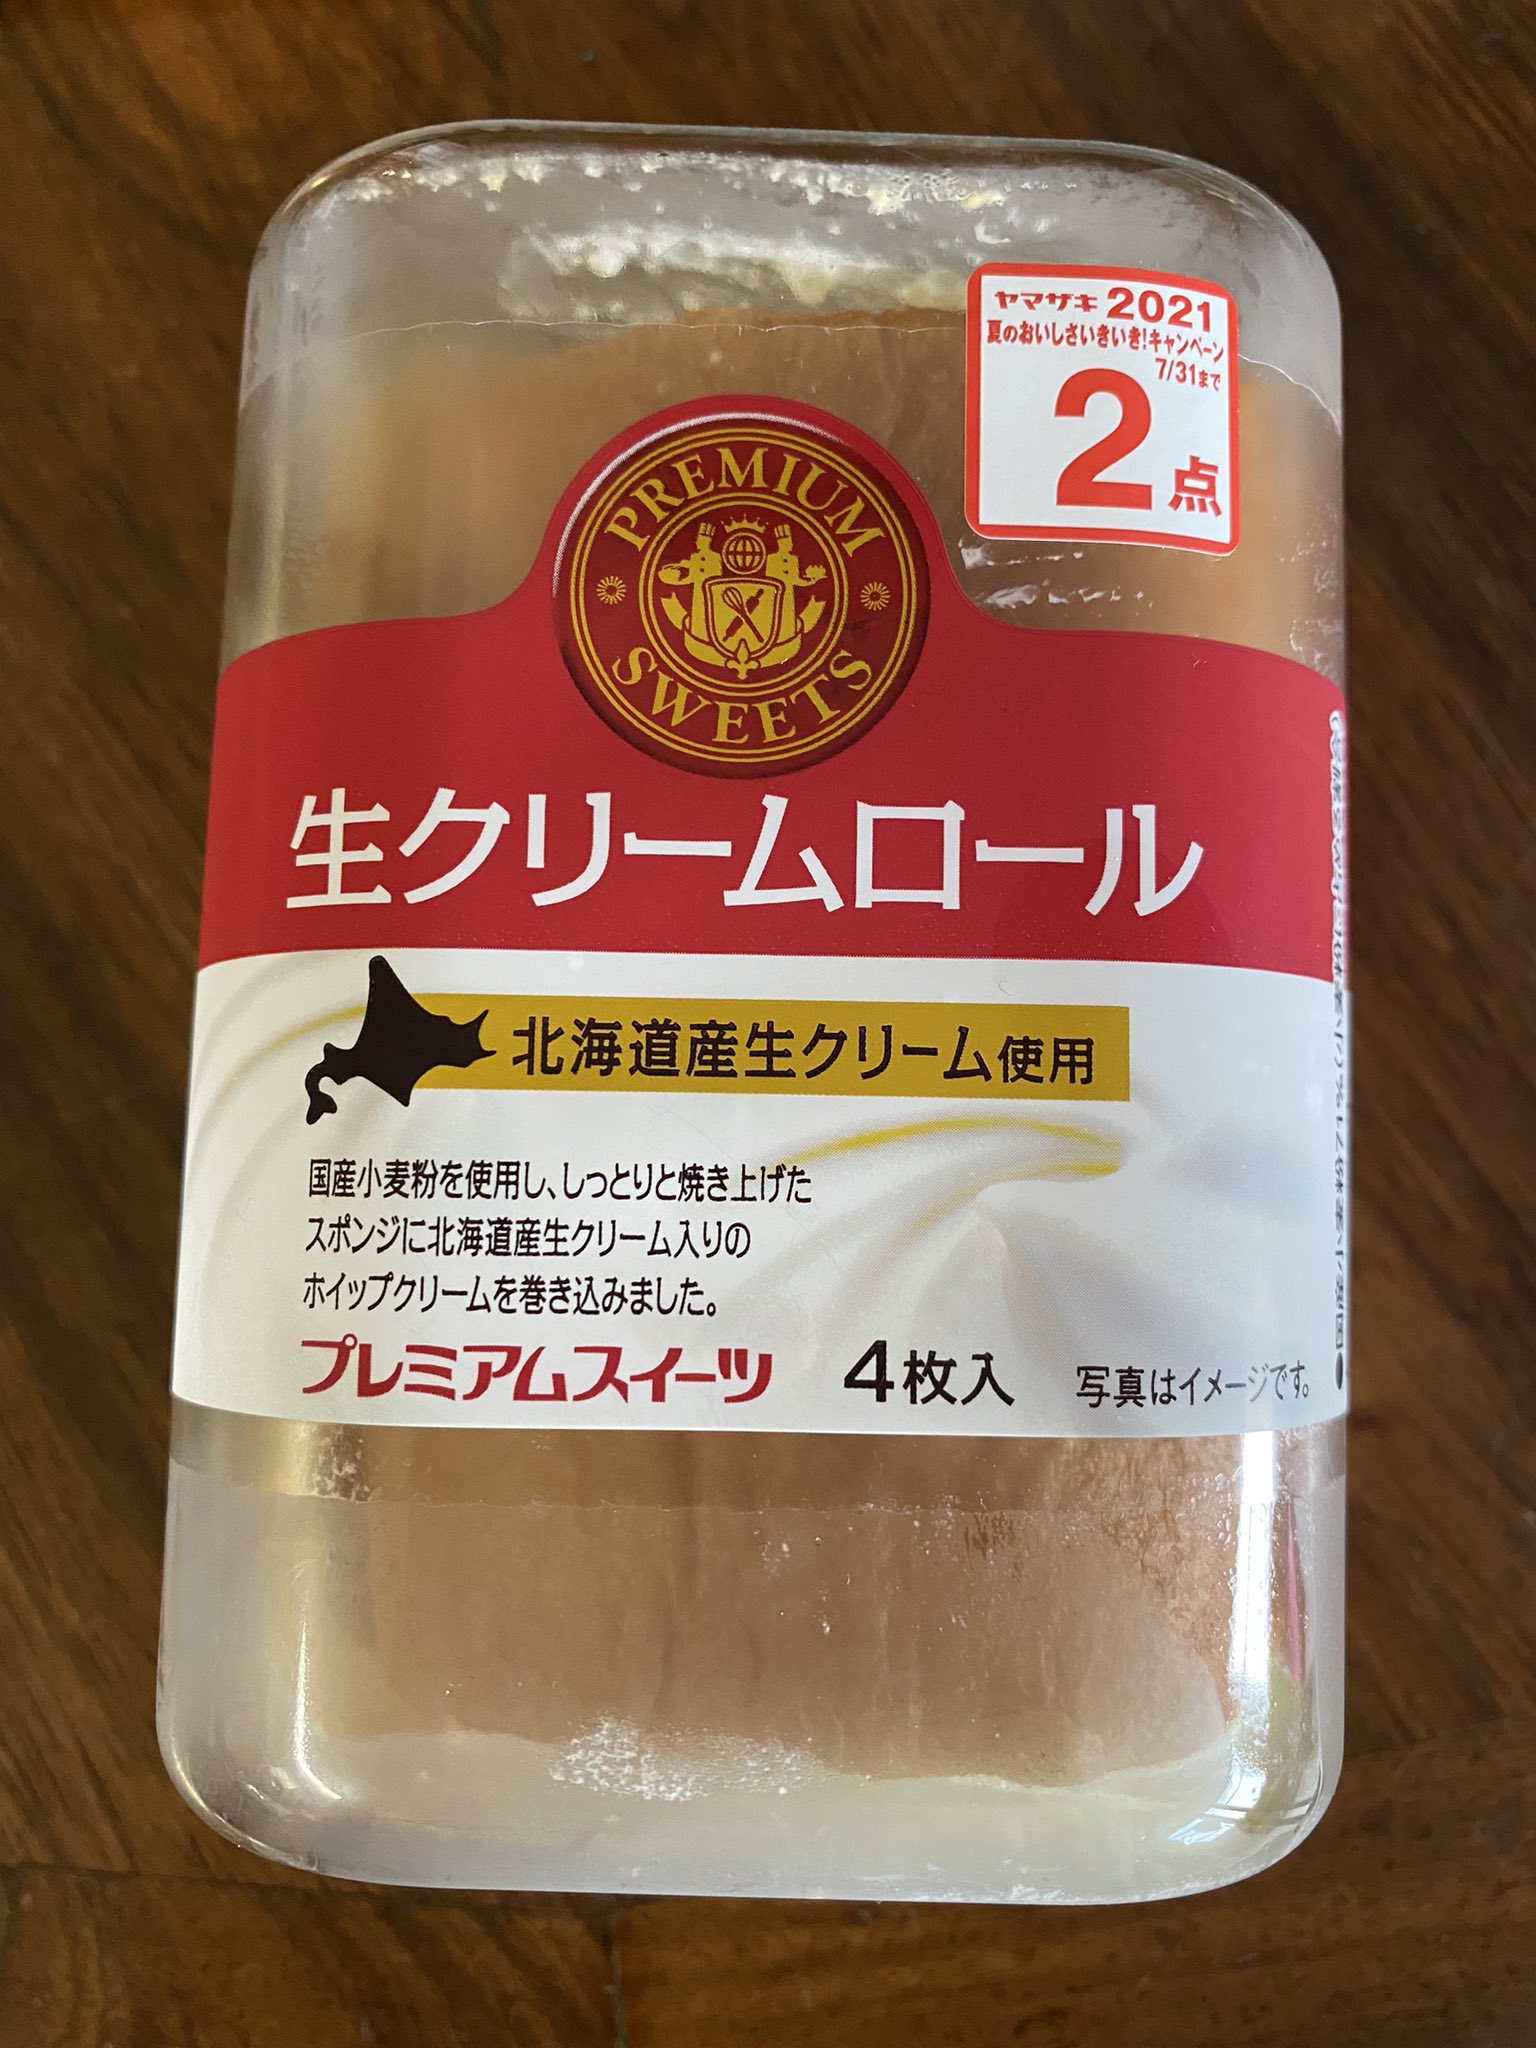 ヤマザキ 2021
夏のおいしさいきいき!キャンペーン
7/31まで
2点
PREMIUM
SWEETS
生クリームロール
北海道産生クリーム使用
国産小麦粉を使用し、しっとりと焼き上げた
スポンジに北海道産生クリーム入りの
ホイップクリームを巻き込みました。
プレミアムスイーツ 4枚入 写真はイメージです。